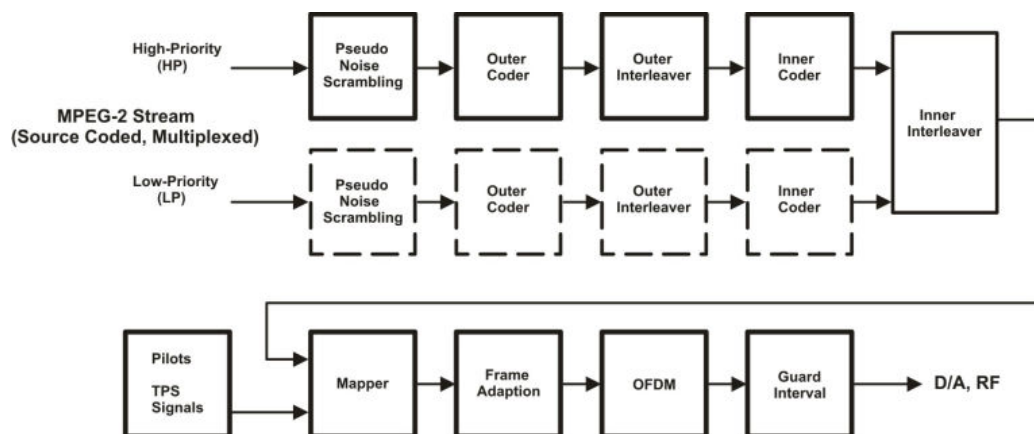 High-Priority
(HP)
Pseudo
Noise
Scrambling
Outer
Coder
Outer
Interleaver
Inner
Coder
Inner
Interleaver
MPEG-2 Stream
(Source Coded, Multiplexed)
Low-Priority
(LP)
Pseudo
Noise
Scrambling
Outer
Coder
Outer
Interleaver
Inner
Coder
Pilots
TPS
Signals
Mapper
Frame
Adaption
OFDM
Guard
Interval
D/A, RF